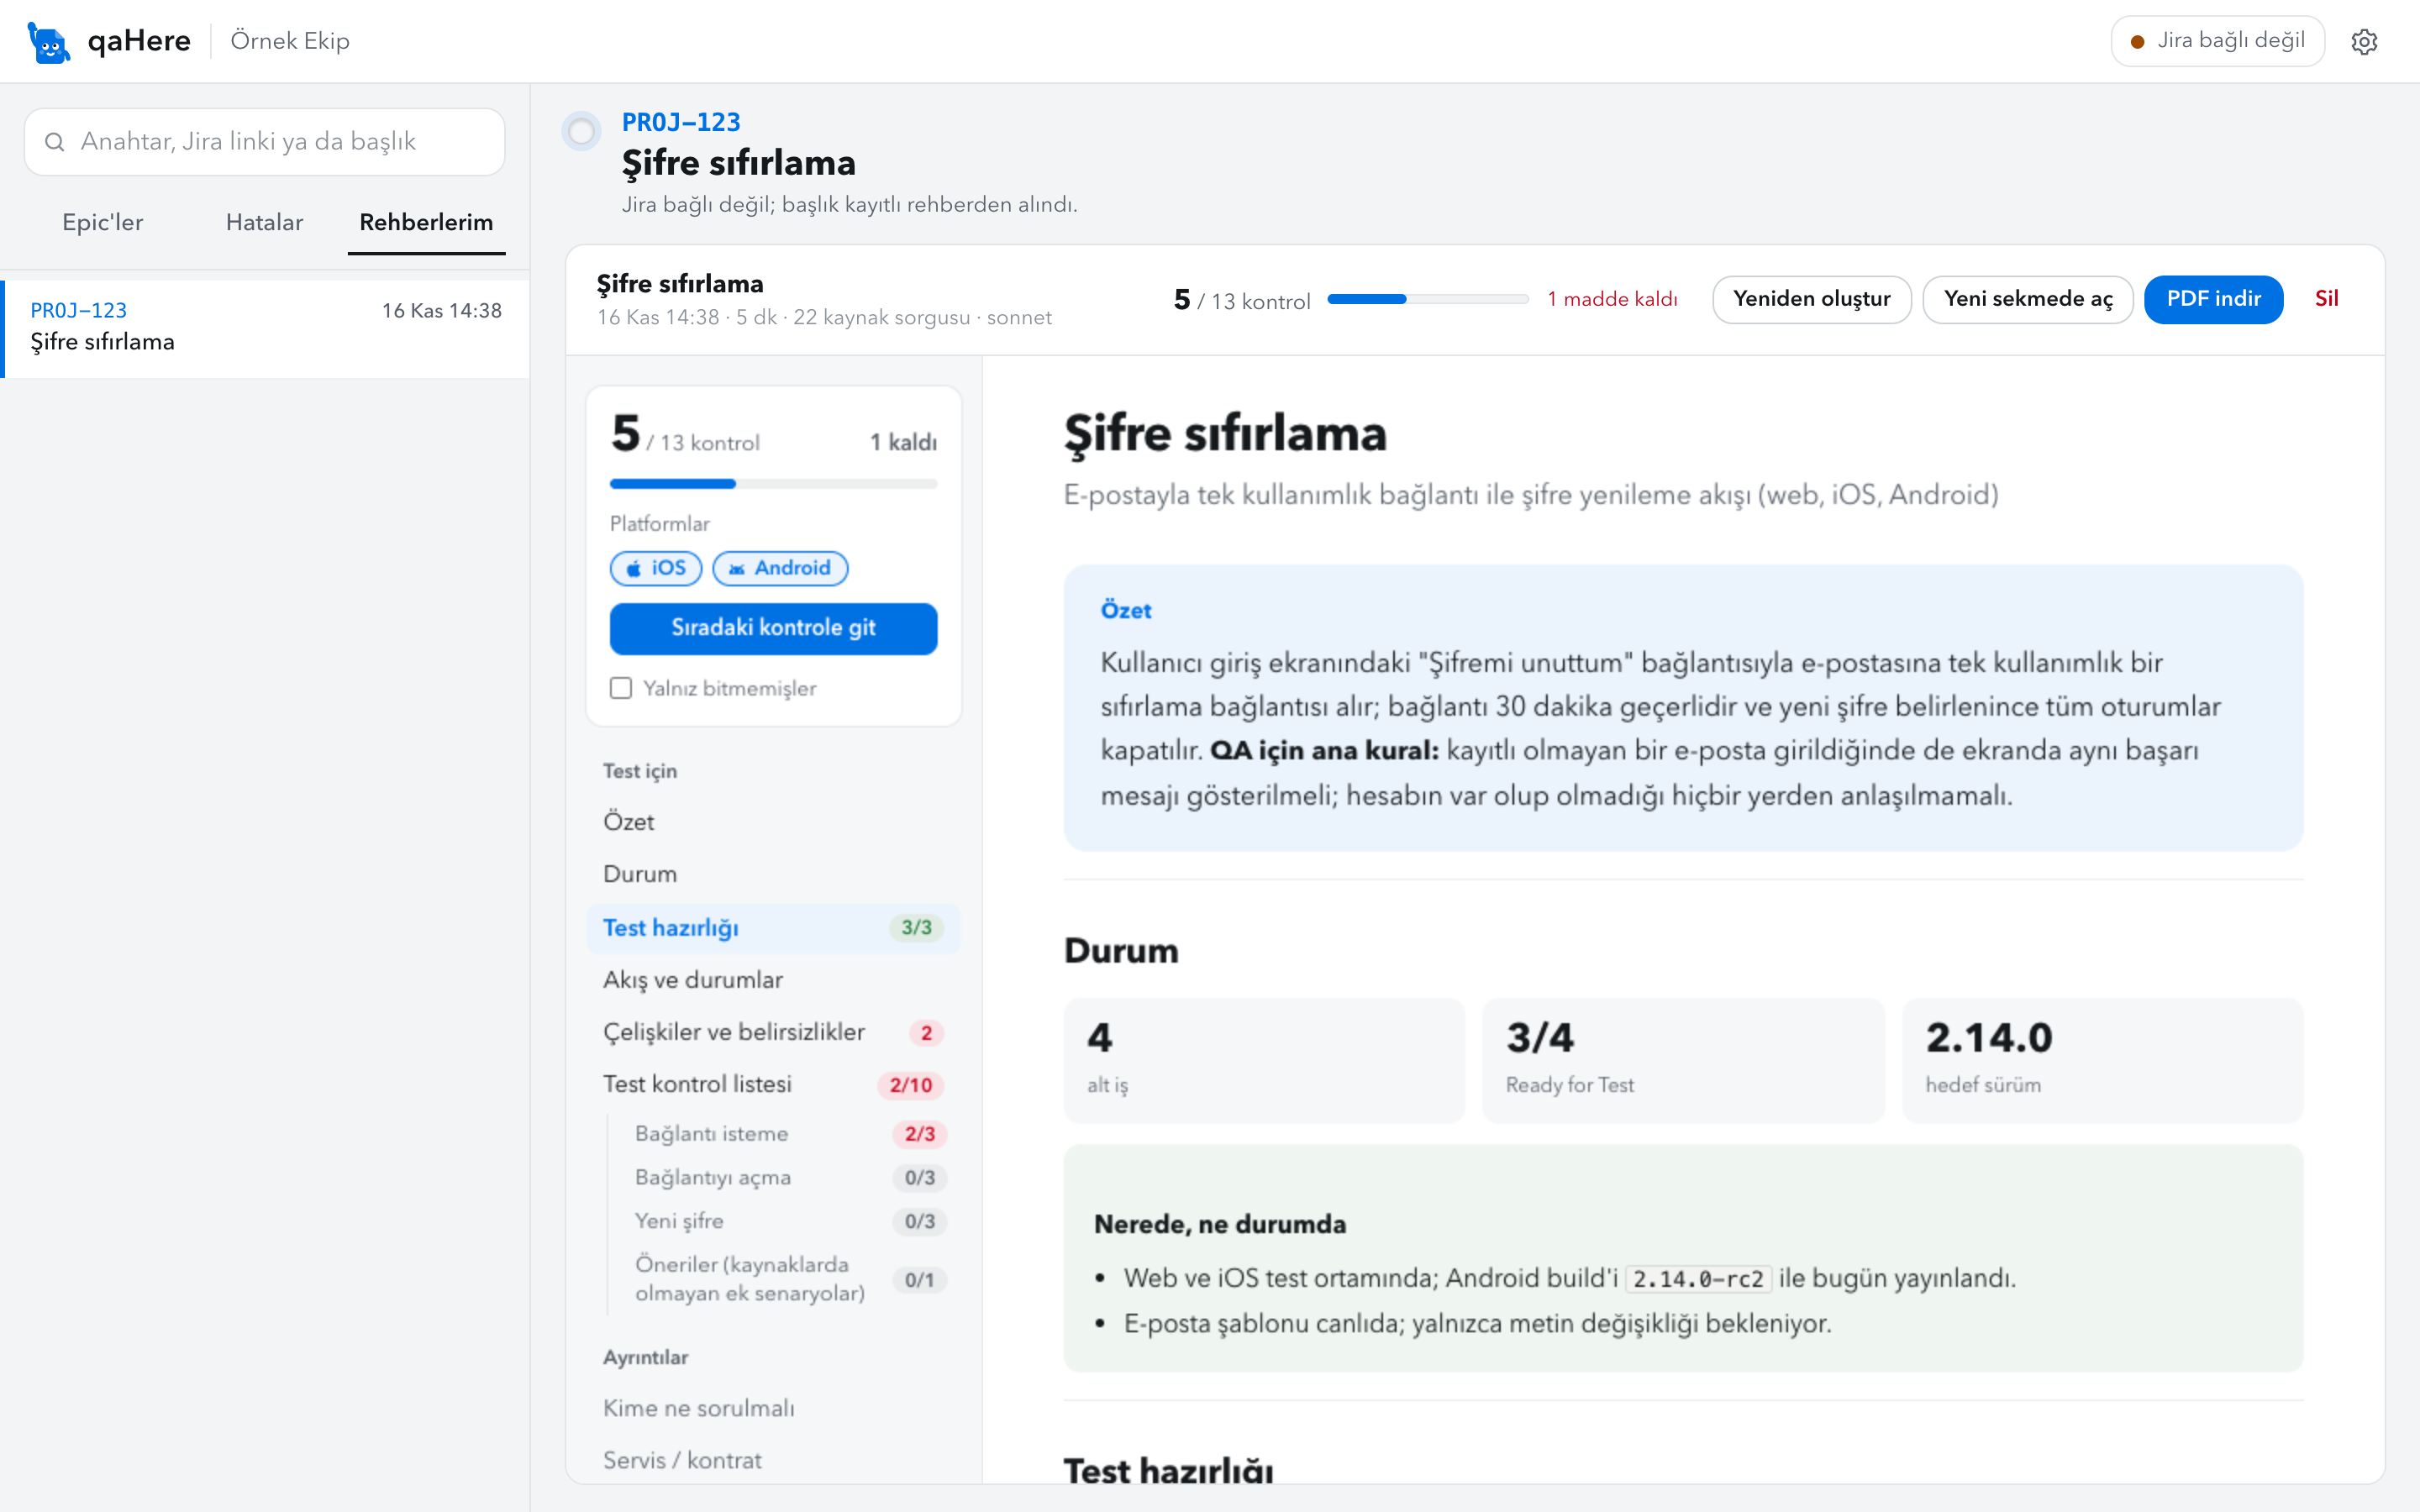 qaHere
Örnek Ekip
Jira bağlı değil
Anahtar, Jira linki ya da başlık
Epic'ler
Hatalar
Rehberlerim
PROJ-123
16 Kas 14:38
Şifre sıfırlama
PROJ-123
Şifre sıfırlama
Jira bağlı değil; başlık kayıtlı rehberden alındı.
Şifre sıfırlama
16 Kas 14:38 · 5 dk · 22 kaynak sorgusu · sonnet
5 / 13 kontrol
1 madde kaldı
Yeniden oluştur
Yeni sekmede aç
PDF indir
Sil
5 / 13 kontrol
1 kaldı
Platformlar
iOS
Android
Sıradaki kontrole git
Yalnız bitmemişler
Test için
Özet
Durum
Test hazırlığı
3/3
Akış ve durumlar
Çelişkiler ve belirsizlikler
2
Test kontrol listesi
2/10
Bağlantı isteme
2/3
Bağlantıyı açma
0/3
Yeni şifre
0/3
Öneriler (kaynaklarda
olmayan ek senaryolar)
0/1
Ayrıntılar
Kime ne sorulmalı
Servis / kontrat
Şifre sıfırlama
E-postayla tek kullanımlık bağlantı ile şifre yenileme akışı (web, iOS, Android)
Özet
Kullanıcı giriş ekranındaki "Şifremi unuttum" bağlantısıyla e-postasına tek kullanımlık bir
sıfırlama bağlantısı alır; bağlantı 30 dakika geçerlidir ve yeni şifre belirlenince tüm oturumlar
kapatılır. QA için ana kural: kayıtlı olmayan bir e-posta girildiğinde de ekranda aynı başarı
mesajı gösterilmeli; hesabın var olup olmadığı hiçbir yerden anlaşılmamalı.
Durum
4
alt iş
3/4
Ready for Test
2.14.0
hedef sürüm
Nerede, ne durumda
• Web ve iOS test ortamında; Android build'i 2.14.0-rc2 ile bugün yayınlandı.
• E-posta şablonu canlıda; yalnızca metin değişikliği bekleniyor.
Test hazırlığı